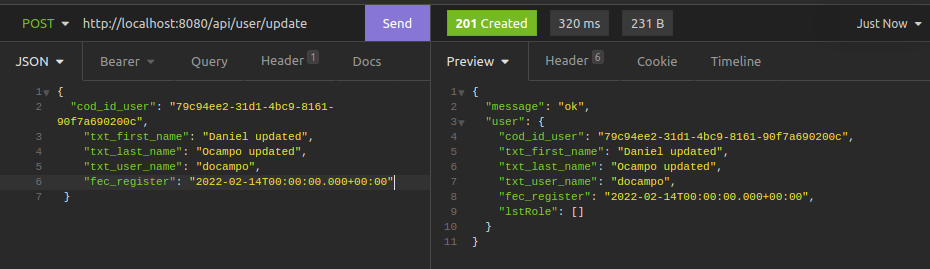 POST http://localhost:8080/api/user/update Send 201 Created 320 ms 231 B Just Now
JSON Bearer Query Header 1 Docs
Preview Header 6 Cookie Timeline
1 {
2 "cod_id_user": "79c94ee2-31d1-4bc9-8161-
90f7a690200c",
3 "txt_first_name": "Daniel updated",
4 "txt_last_name": "Ocampo updated",
5 "txt_user_name": "docampo",
6 "fec_register": "2022-02-14T00:00:00.000+00:00"
7 }
1 {
2 "message": "ok",
3 "user": {
4 "cod_id_user": "79c94ee2-31d1-4bc9-8161-90f7a690200c",
5 "txt_first_name": "Daniel updated",
6 "txt_last_name": "Ocampo updated",
7 "txt_user_name": "docampo",
8 "fec_register": "2022-02-14T00:00:00.000+00:00",
9 "lstRole": []
10 }
11 }